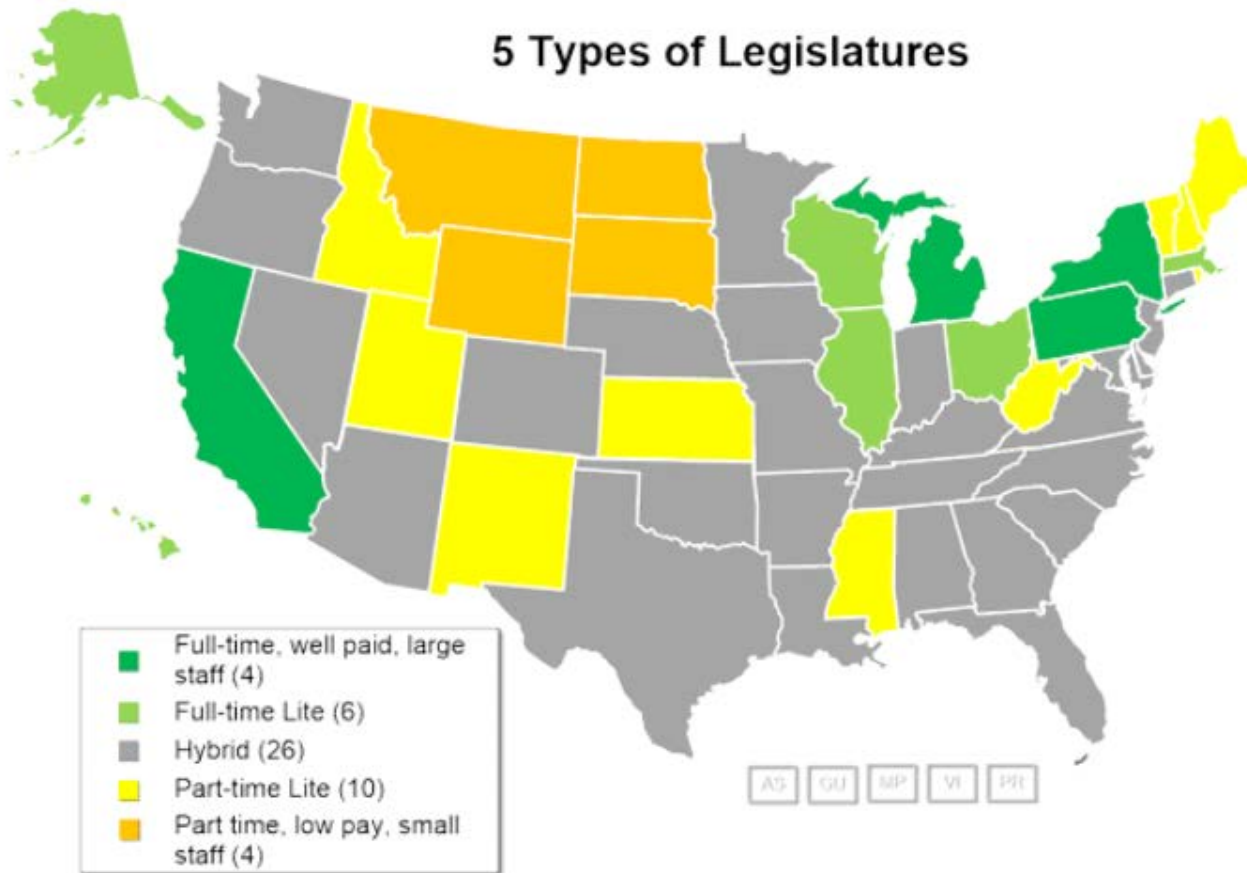 5 Types of Legislatures
Full-time, well paid, large
staff (4)
Full-time Lite (6)
Hybrid (26)
Part-time Lite (10)
Part time, low pay, small
staff (4)
AS GU MP VI PR